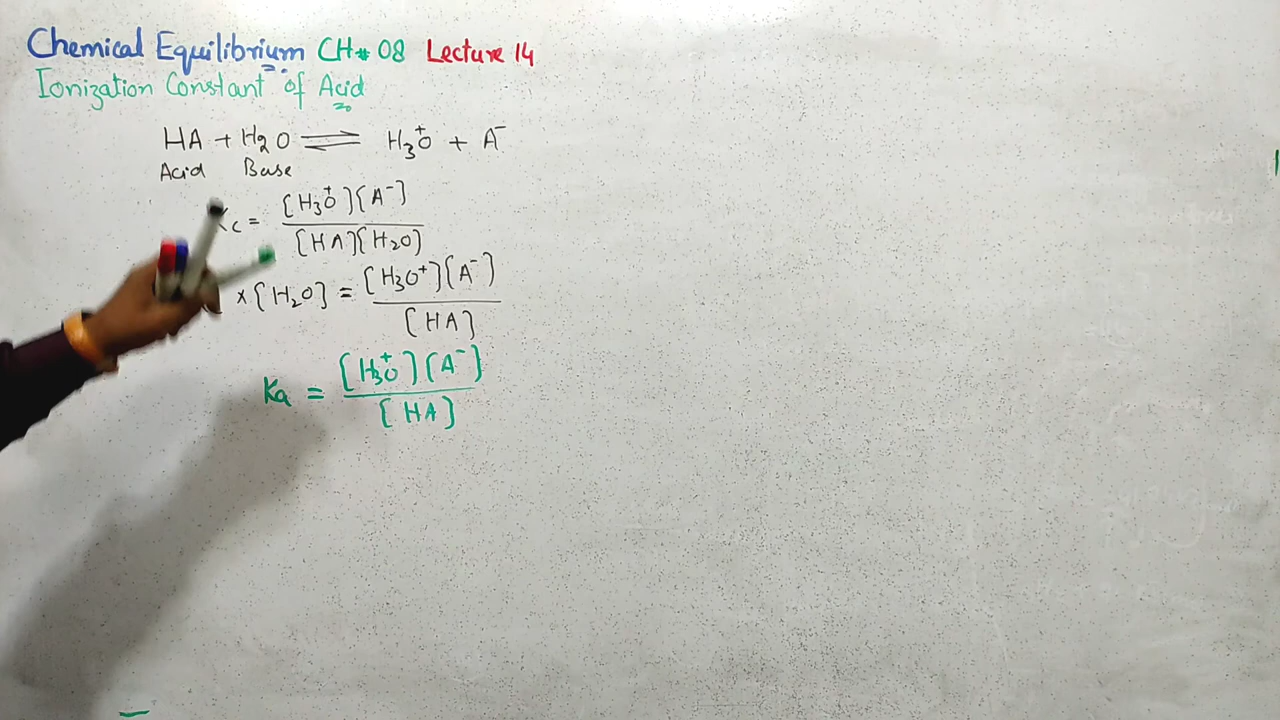 Chemical Equilibrium CH# 08 Lecture 14
Ionization Constant of Acid
HA + H₂O ⇌ H₃O⁺ + A⁻
Acid Base
Kc = [H₃O⁺][A⁻] / [HA][H₂O]
× [H₂O] = [H₃O⁺][A⁻] / [HA]
Ka = [H₃O⁺][A⁻] / [HA]